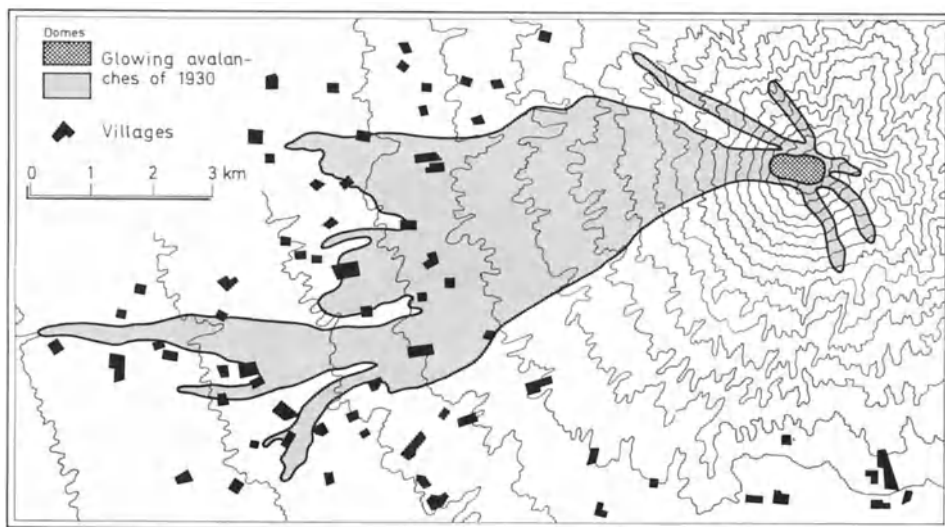 Domes
Glowing avalan-
ches of 1930
Villages
0 1 2 3 km